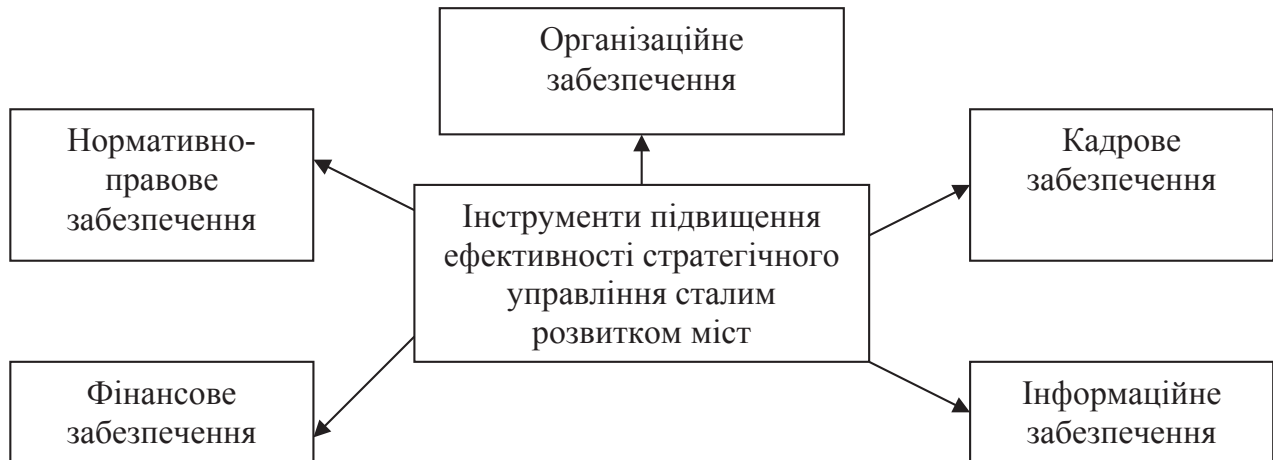 Організаційне
забезпечення
Нормативно-
правове
забезпечення
Кадрове
забезпечення
Інструменти підвищення
ефективності стратегічного
управління сталим
розвитком міст
Фінансове
забезпечення
Інформаційне
забезпечення